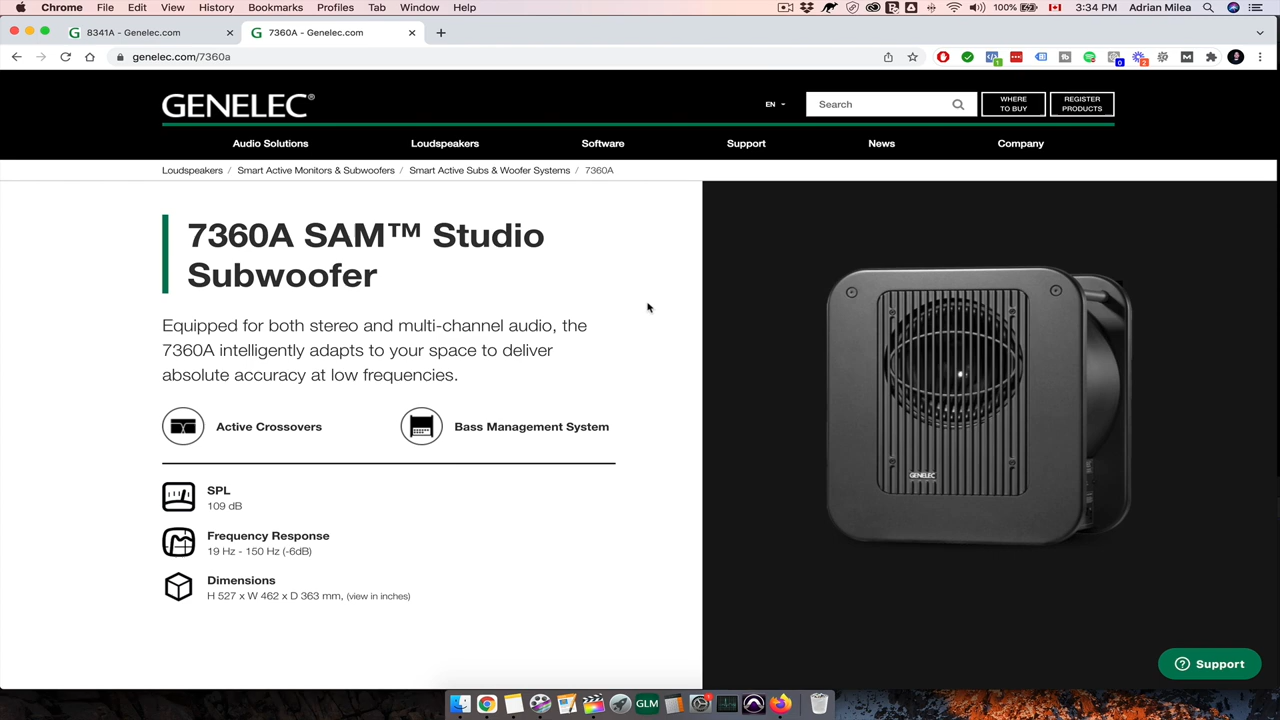 Chrome File Edit View History Bookmarks Profiles Tab Window Help 100% 3:34 PM Adrian Milea
8341A - Genelec.com 7360A - Genelec.com
genelec.com/7360a
GENELEC®
EN
Search
WHERE TO BUY
REGISTER PRODUCTS
Audio Solutions Loudspeakers Software Support News Company
Loudspeakers / Smart Active Monitors & Subwoofers / Smart Active Subs & Woofer Systems / 7360A
7360A SAM™ Studio
Subwoofer
Equipped for both stereo and multi-channel audio, the
7360A intelligently adapts to your space to deliver
absolute accuracy at low frequencies.
Active Crossovers Bass Management System
SPL
109 dB
Frequency Response
19 Hz - 150 Hz (-6dB)
Dimensions
H 527 x W 462 x D 363 mm, (view in inches)
GENELEC
Support
GLM